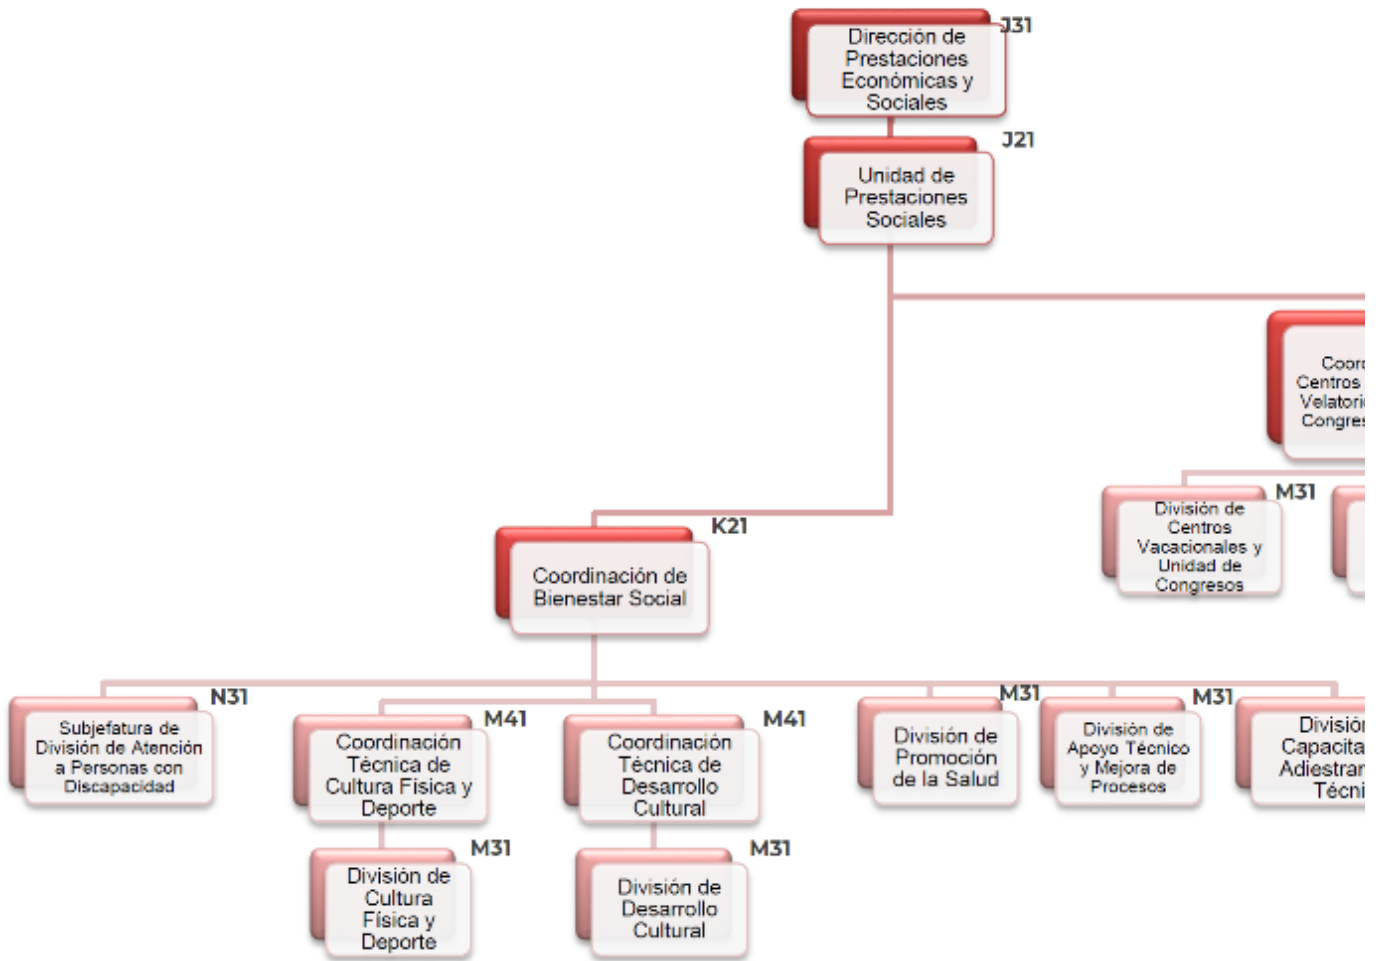 J31
Dirección de
Prestaciones
Económicas y
Sociales
J21
Unidad de
Prestaciones
Sociales
Centros
M31
División de
Centros
Vacacionales y
Unidad de
Congresos
K21
Coordinación de
Bienestar Social
N31
Subjefatura de
División de Atención
a Personas con
Discapacidad
M41
Coordinación
Técnica de
Cultura Física y
Deporte
M41
Coordinación
Técnica de
Desarrollo
Cultural
M31
División de
Promoción
de la Salud
M31
División de
Apoyo Técnico
y Mejora de
Procesos
División
M31
División de
Cultura
Física y
Deporte
M31
División de
Desarrollo
Cultural